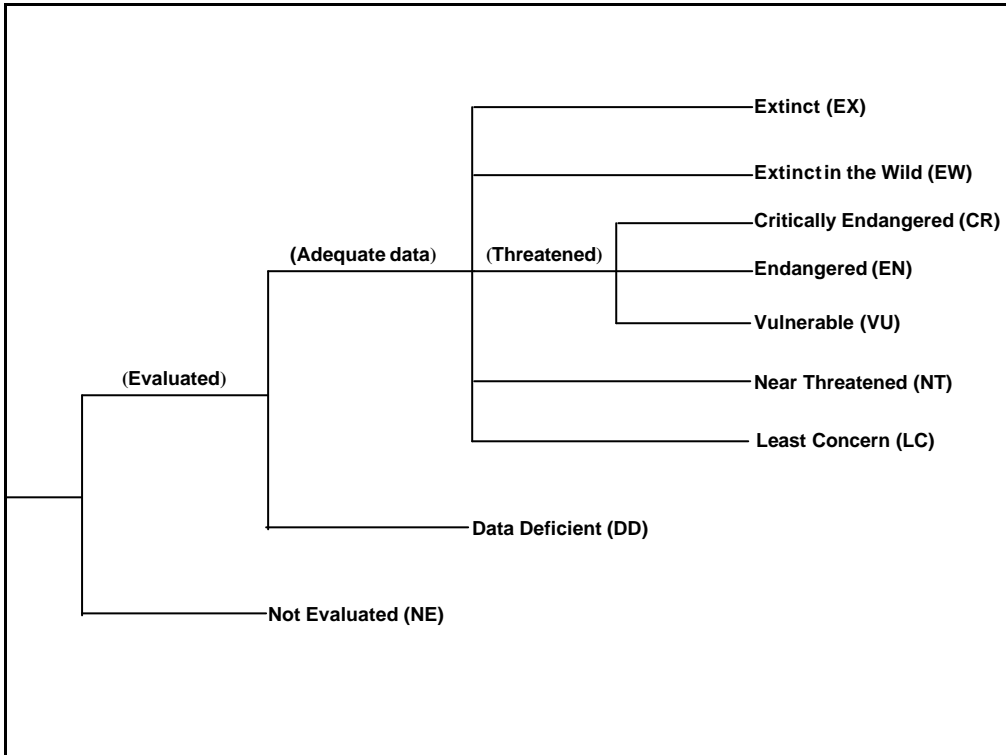 Extinct (EX)
Extinct in the Wild (EW)
Critically Endangered (CR)
(Adequate data) (Threatened) Endangered (EN)
Vulnerable (VU)
(Evaluated) Near Threatened (NT)
Least Concern (LC)
Data Deficient (DD)
Not Evaluated (NE)